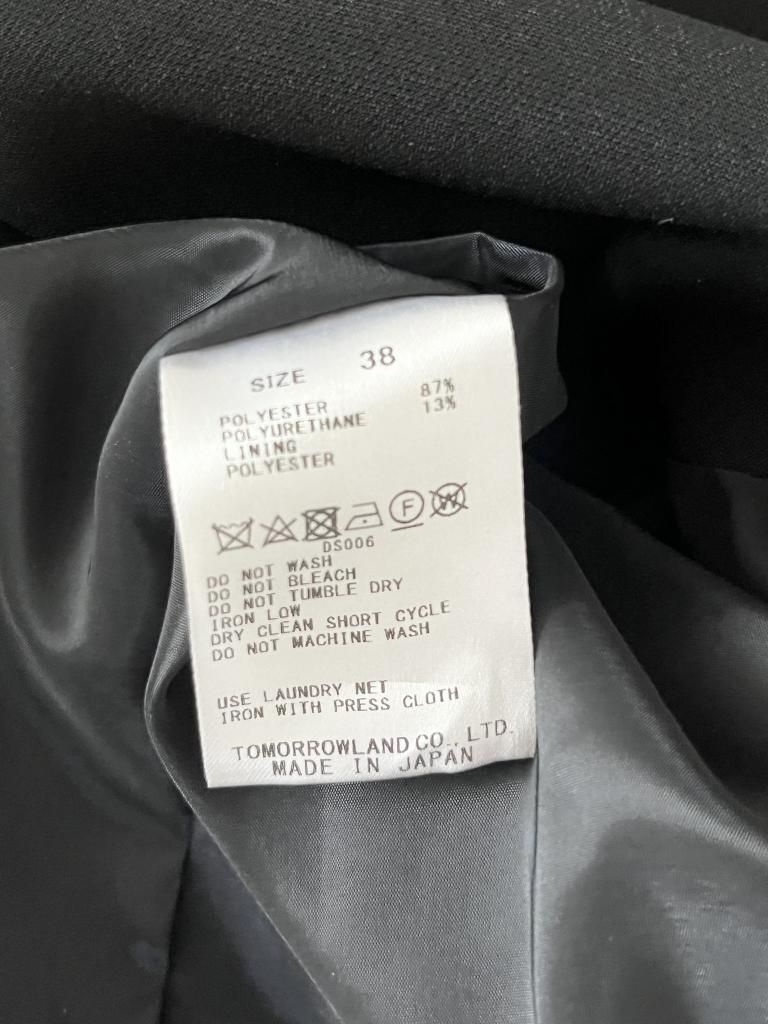 SIZE 38
POLYESTER 87%
POLYURETHANE 13%
LINING
POLYESTER
F W
DS006
DO NOT WASH
DO NOT BLEACH
DO NOT TUMBLE DRY
IRON LOW
DRY CLEAN SHORT CYCLE
DO NOT MACHINE WASH
USE LAUNDRY NET
IRON WITH PRESS CLOTH
TOMORROWLAND CO., LTD.
MADE IN JAPAN